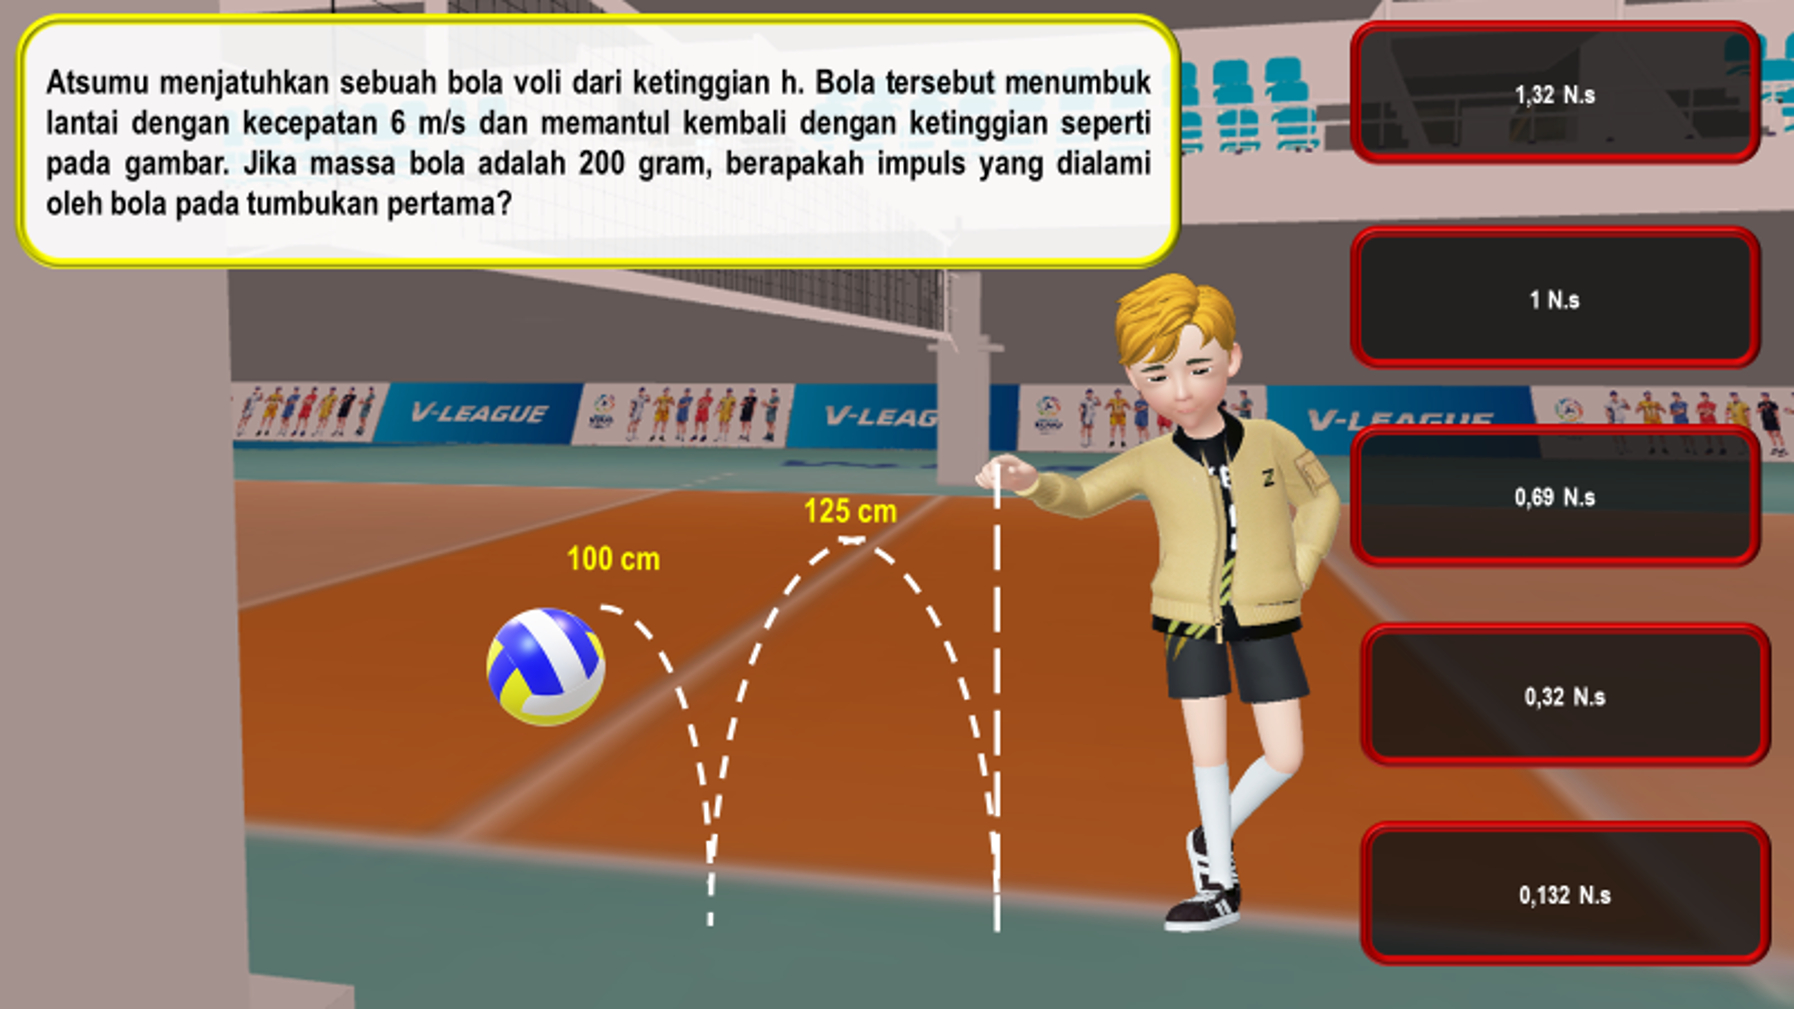 Atsumu menjatuhkan sebuah bola voli dari ketinggian h. Bola tersebut menumbuk
lantai dengan kecepatan 6 m/s dan memantul kembali dengan ketinggian seperti
pada gambar. Jika massa bola adalah 200 gram, berapakah impuls yang dialami
oleh bola pada tumbukan pertama?
1,32 N.s
1 N.s
0,69 N.s
0,32 N.s
0,132 N.s
V-LEAGUE
V-LEAG
V-LEAGUE
125 cm
100 cm
Z